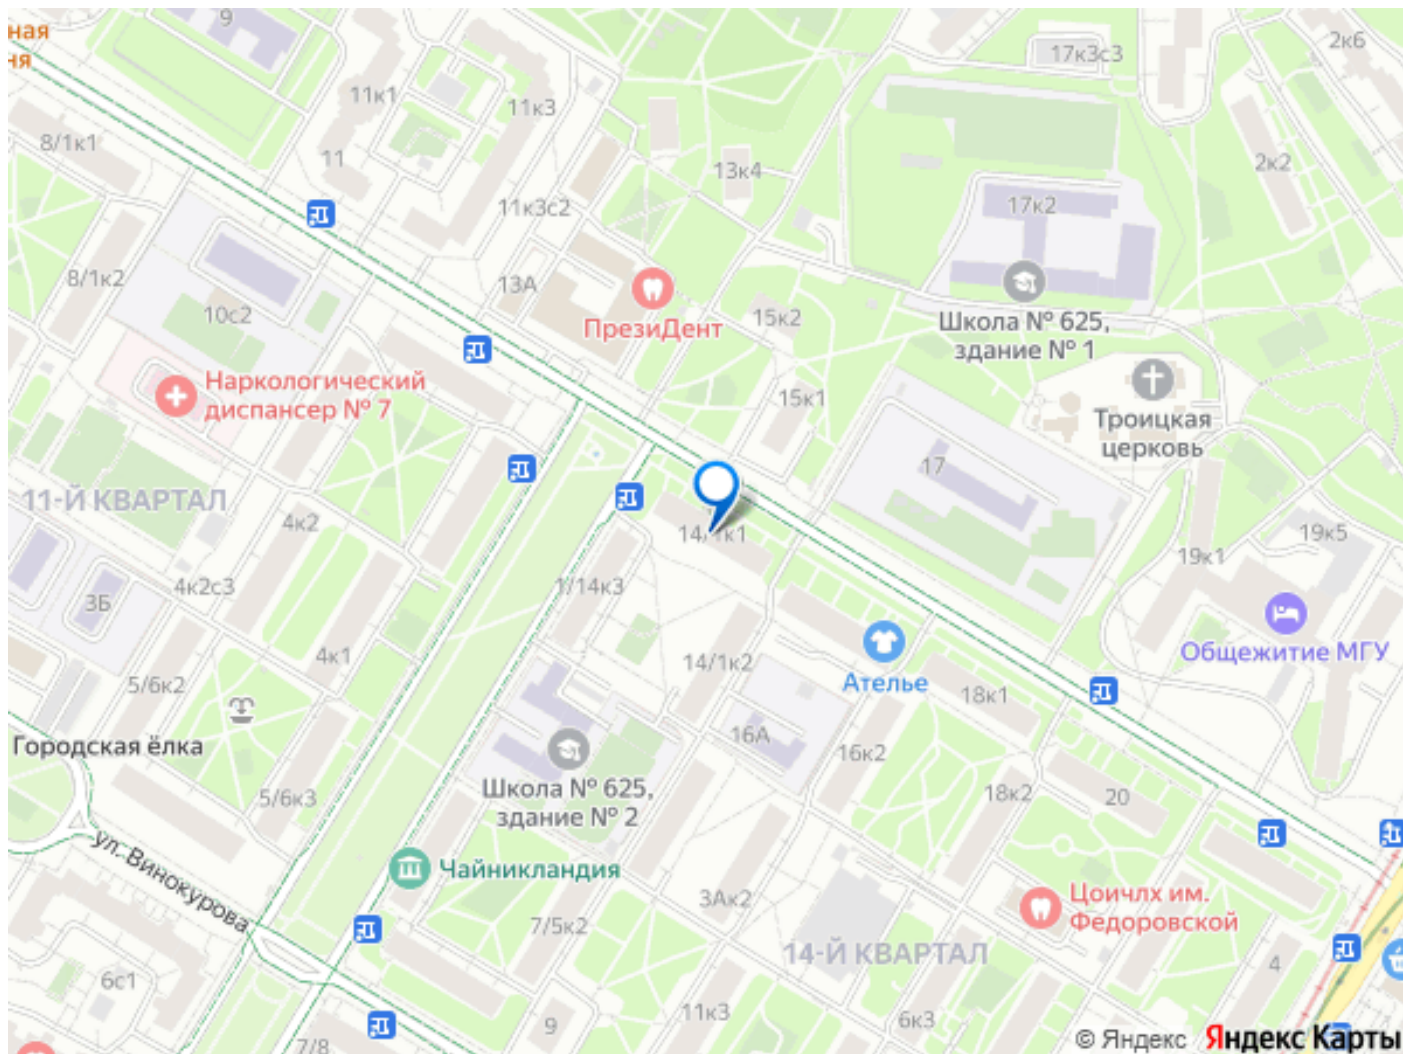 9
ная
ня
17к3с3
2к6
11к1
11к3
8/1к1
11
13к4
2к2
11к3с2
17к2
8/1к2
13А
10с2
ПрезиДент
15к2
Школа № 625,
здание № 1
Наркологический
диспансер № 7
15к1
Троицкая
церковь
17
11-Й КВАРТАЛ
4к2
14/1к1
19к5
19к1
4к2с3
1/14к3
3Б
Общежитие МГУ
4к1
14/1к2
Ателье
5/6к2
18к1
16А
Городская ёлка
16к2
Школа № 625,
здание № 2
5/6к3
18к2
20
ул. Винокурова
Чайникландия
3Ак2
Цоичлх им.
Федоровской
7/5к2
14-Й КВАРТАЛ
4
6с1
11к3
6к3
9
7/8
© Яндекс Яндекс Карты